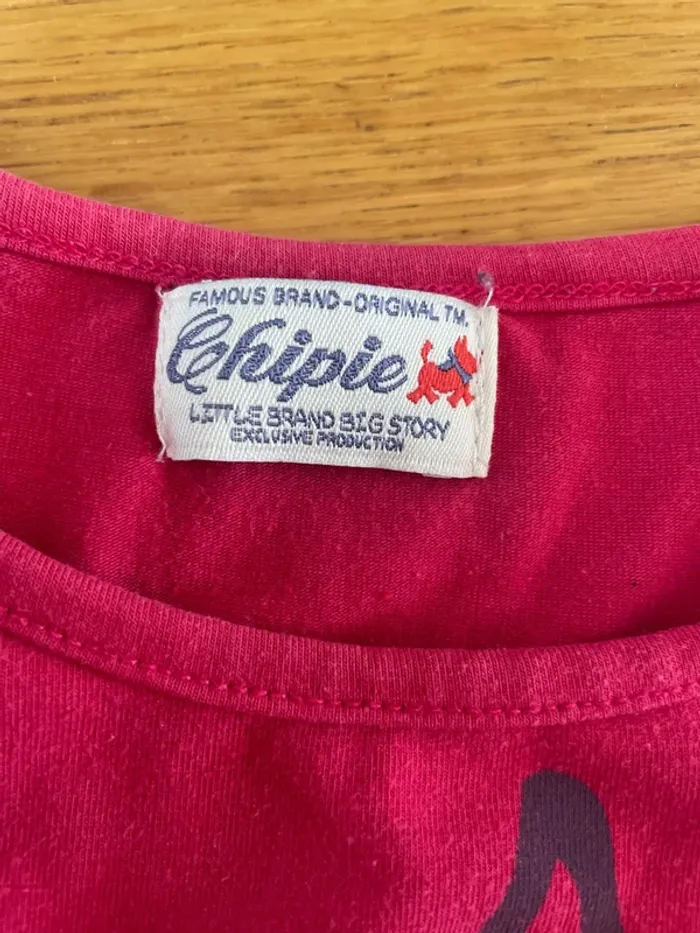 FAMOUS BRAND-ORIGINAL TM.
Chipie
LITTLE BRAND BIG STORY
EXCLUSIVE PRODUCTION